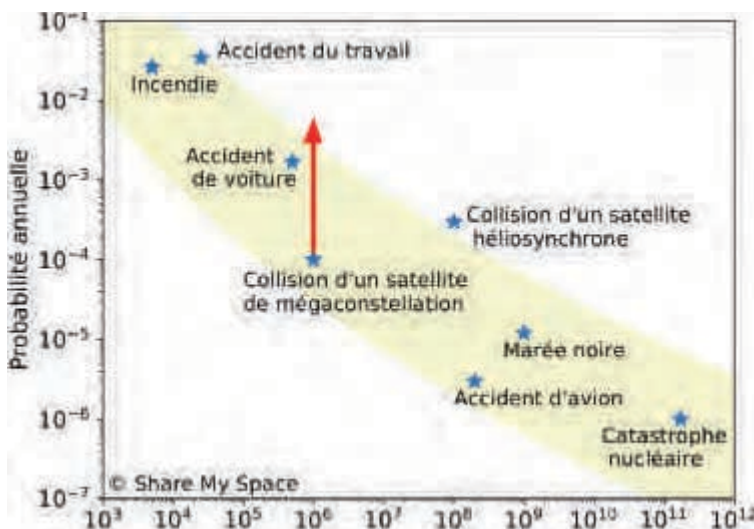 Probabilité annuelle
10⁻¹
10⁻²
10⁻³
10⁻⁴
10⁻⁵
10⁻⁶
10⁻⁷
Accident du travail
Incendie
Accident
de voiture
Collision d'un satellite
héliosynchrone
Collision d'un satellite
de mégaconstellation
Marée noire
Accident d'avion
Catastrophe
nucléaire
© Share My Space
10³ 10⁴ 10⁵ 10⁶ 10⁷ 10⁸ 10⁹ 10¹⁰ 10¹¹